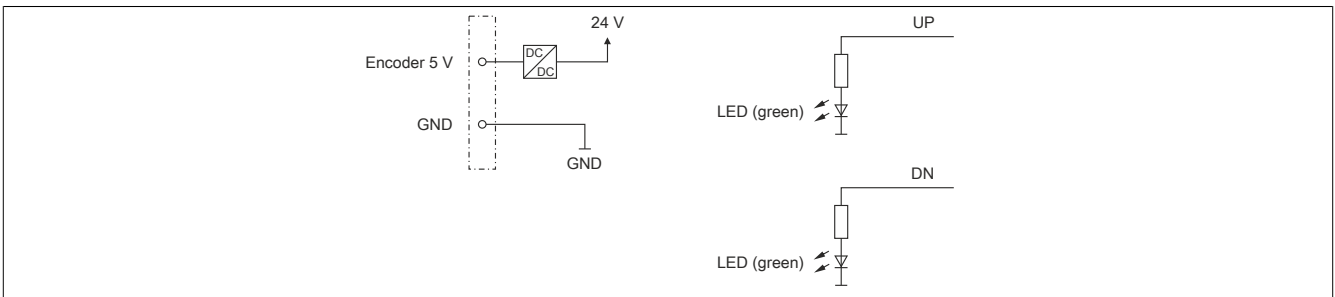 24 V
UP
Encoder 5 V
DC
DC
LED (green)
GND
GND
DN
LED (green)